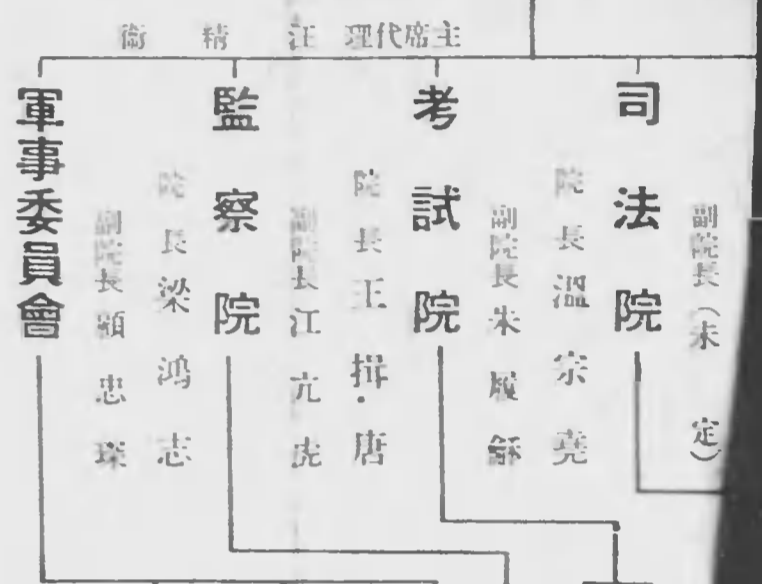 主席代理 汪 精 衞
副院長(未 定)
司法院
院長 溫宗堯
副院長 朱履龢
考試院
院長 王揖・唐
副院長 江亢虎
監察院
院長 梁鴻志
副院長 顧忠琛
軍事委員會